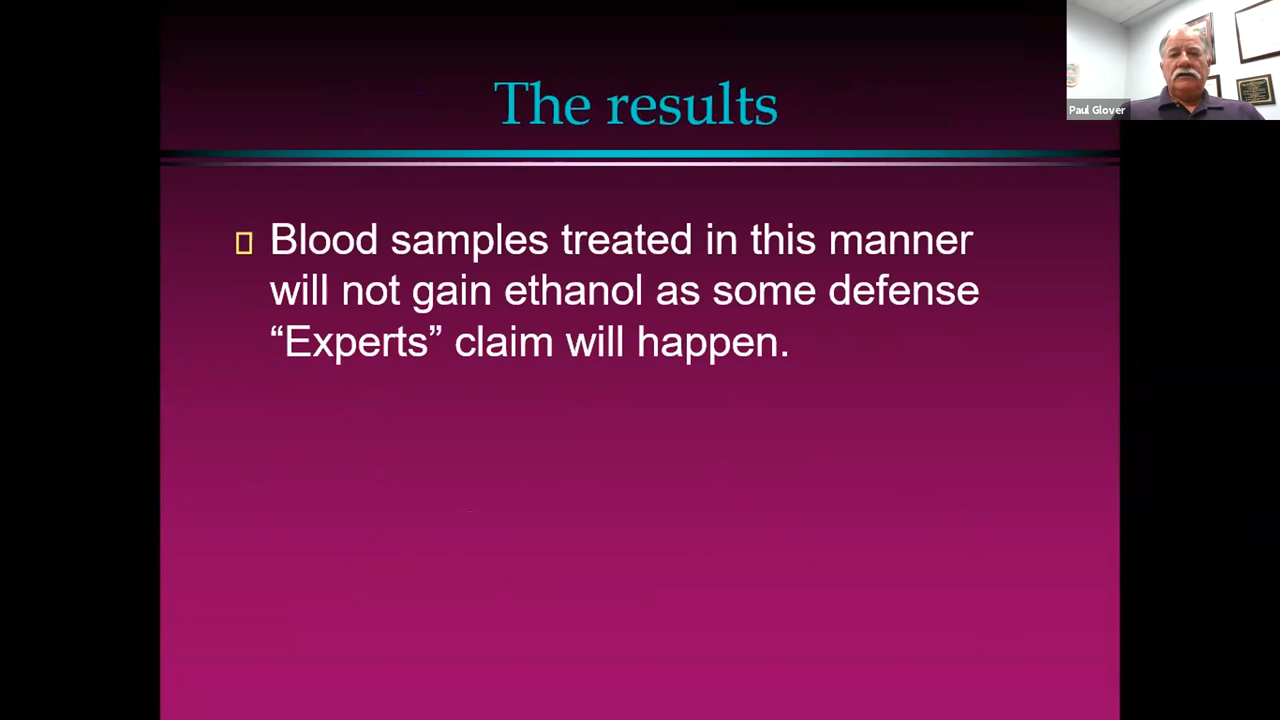 The results
Blood samples treated in this manner
will not gain ethanol as some defense
“Experts” claim will happen.
Paul Glover